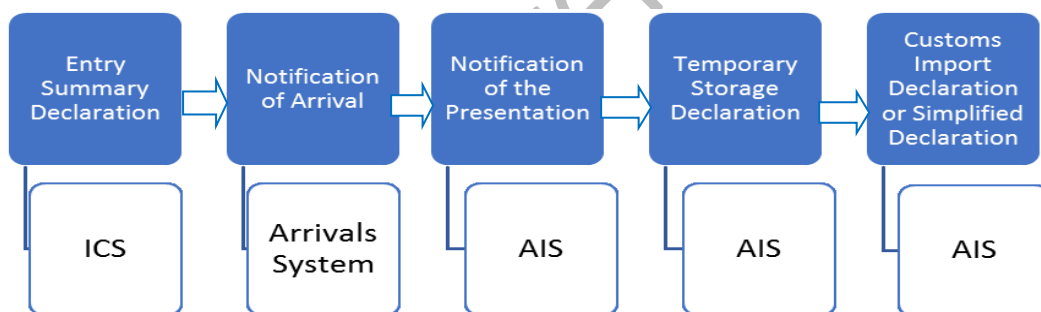 Entry
Summary
Declaration
Notification
of Arrival
Notification
of the
Presentation
Temporary
Storage
Declaration
Customs
Import
Declaration
or Simplified
Declaration
ICS
Arrivals
System
AIS
AIS
AIS